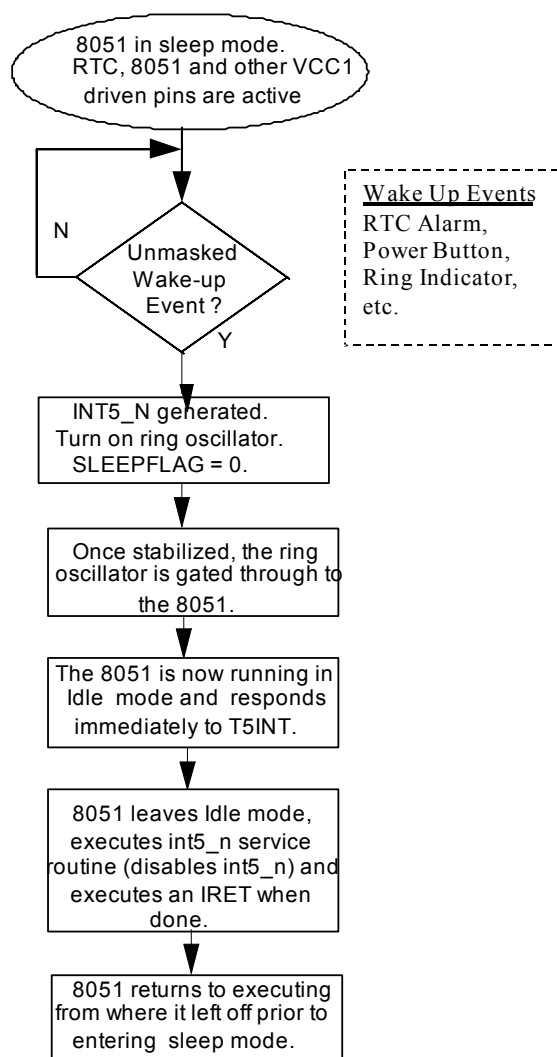 8051 in sleep mode.
RTC, 8051 and other VCC1
driven pins are active
Wake Up Events
RTC Alarm,
Power Button,
Ring Indicator,
etc.
N
Unmasked
Wake-up
Event ?
Y
INT5_N generated.
Turn on ring oscillator.
SLEEPFLAG = 0.
Once stabilized, the ring
oscillator is gated through to
the 8051.
The 8051 is now running in
Idle mode and responds
immediately to T5INT.
8051 leaves Idle mode,
executes int5_n service
routine (disables int5_n) and
executes an IRET when
done.
8051 returns to executing
from where it left off prior to
entering sleep mode.